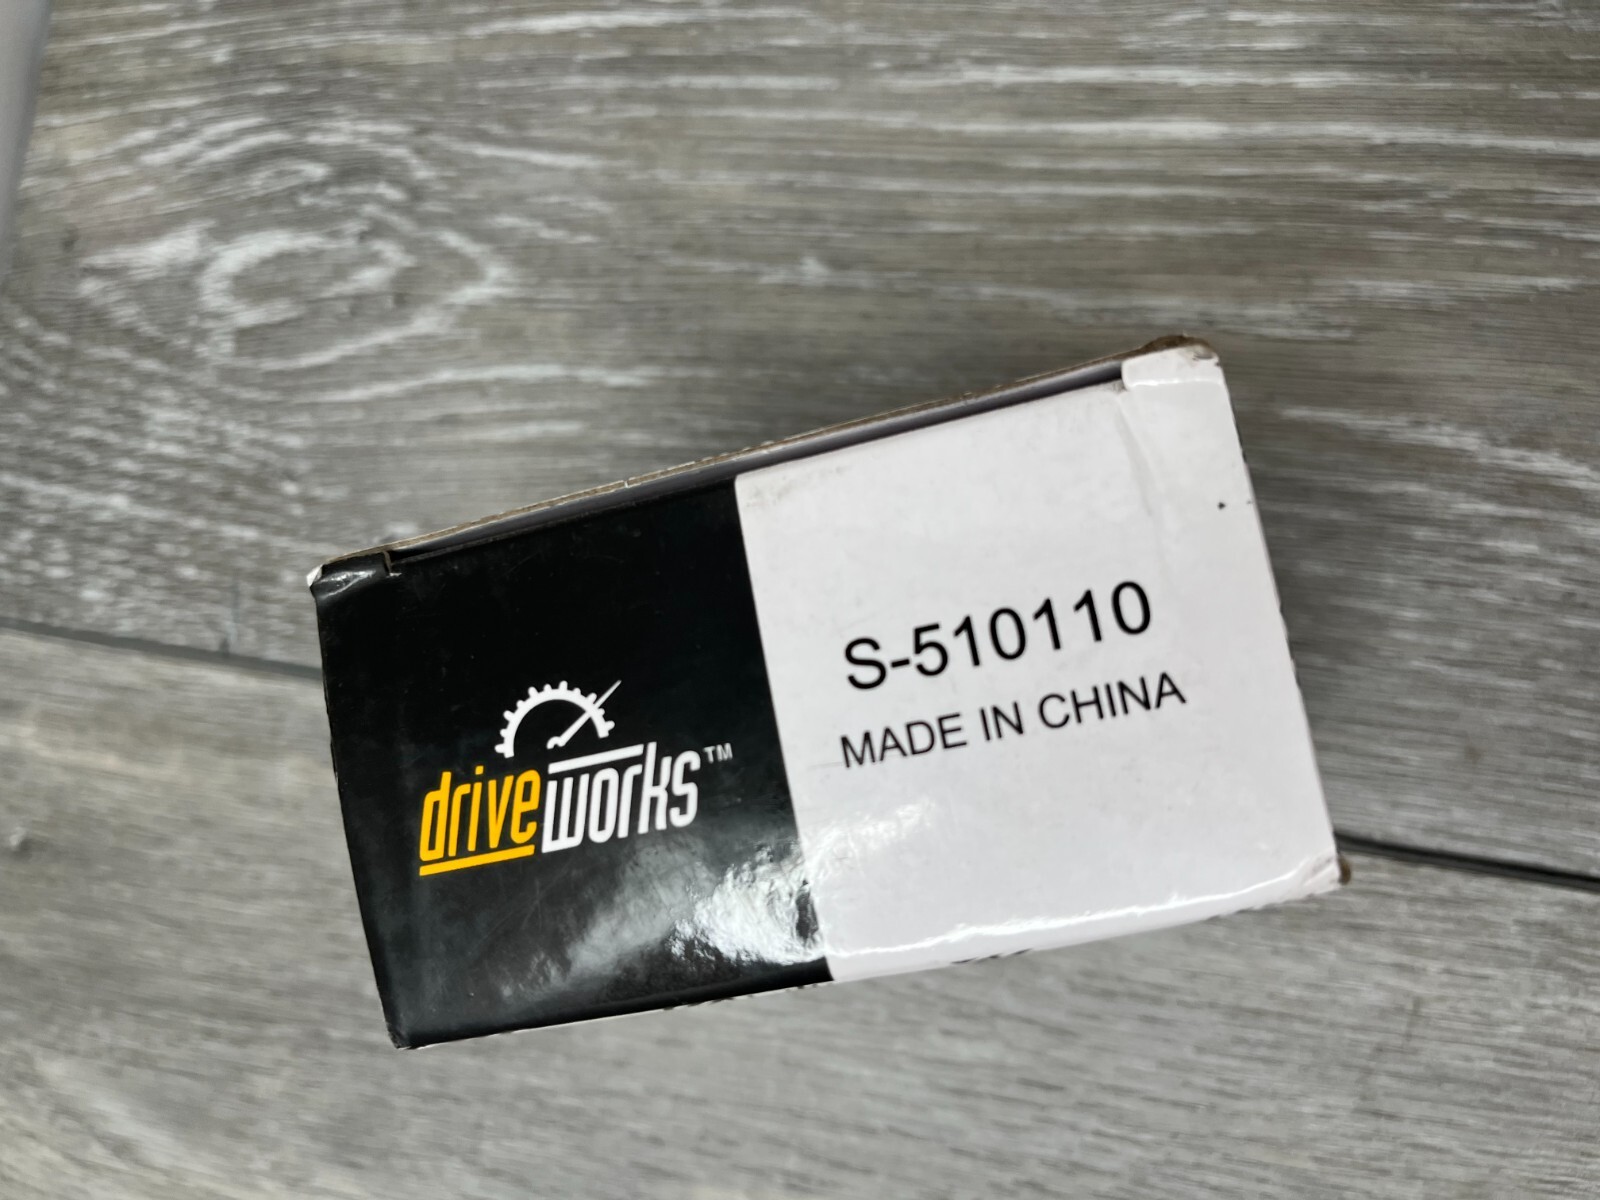 driveworks™
S-510110
MADE IN CHINA